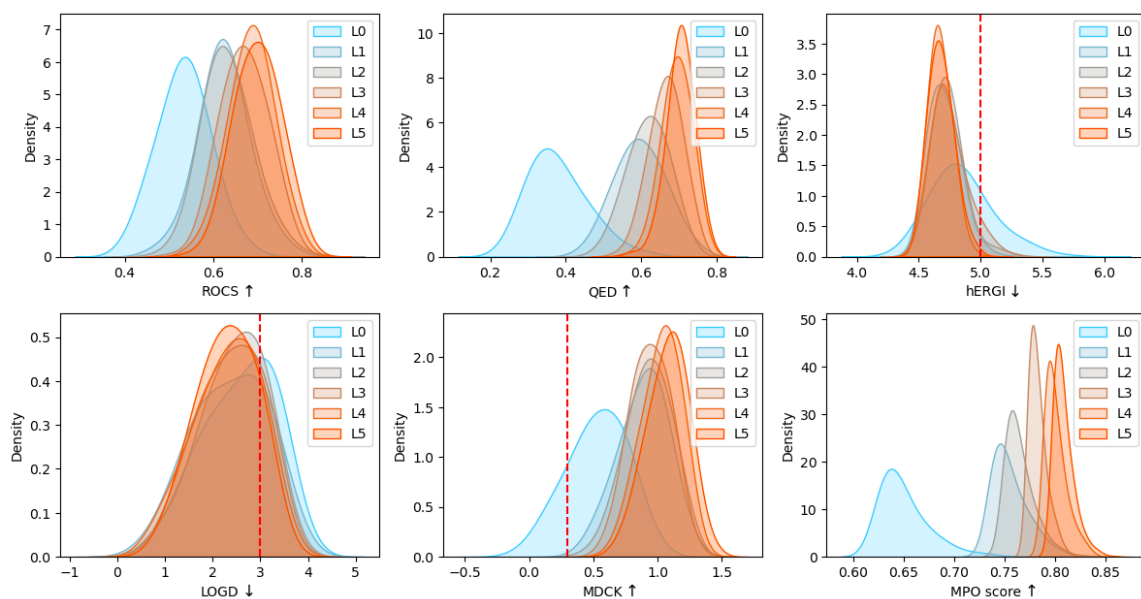 7
6
5
4
3
2
1
0
Density
0.4
0.6
0.8
ROCS ↑
L0
L1
L2
L3
L4
L5
10
8
6
4
2
0
Density
0.2
0.4
0.6
0.8
QED ↑
L0
L1
L2
L3
L4
L5
3.5
3.0
2.5
2.0
1.5
1.0
0.5
0.0
Density
4.0
4.5
5.0
5.5
6.0
hERGI ↓
L0
L1
L2
L3
L4
L5
0.5
0.4
0.3
0.2
0.1
0.0
Density
−1
0
1
2
3
4
5
LOGD ↓
L0
L1
L2
L3
L4
L5
2.0
1.5
1.0
0.5
0.0
Density
−0.5
0.0
0.5
1.0
1.5
MDCK ↑
L0
L1
L2
L3
L4
L5
50
40
30
20
10
0
Density
0.60
0.65
0.70
0.75
0.80
0.85
MPO score ↑
L0
L1
L2
L3
L4
L5